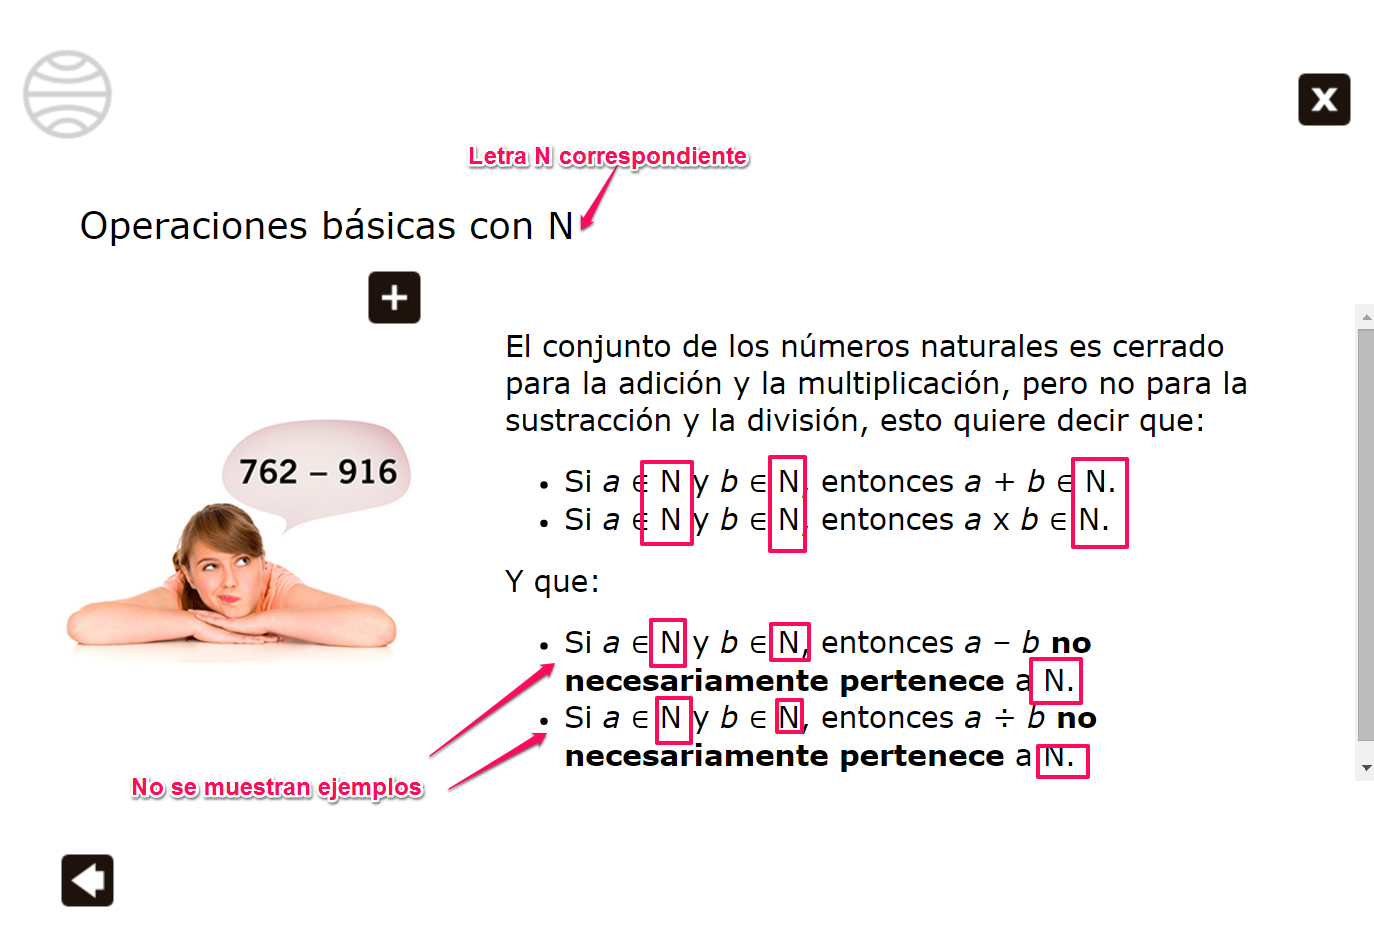 Letra N correspondiente
Operaciones básicas con N
El conjunto de los números naturales es cerrado
para la adición y la multiplicación, pero no para la
sustracción y la división, esto quiere decir que:
762 – 916
• Si a ∈ N y b ∈ N, entonces a + b ∈ N.
• Si a ∈ N y b ∈ N, entonces a x b ∈ N.
Y que:
• Si a ∈ N y b ∈ N, entonces a – b no
necesariamente pertenece a N.
• Si a ∈ N y b ∈ N, entonces a ÷ b no
necesariamente pertenece a N.
No se muestran ejemplos